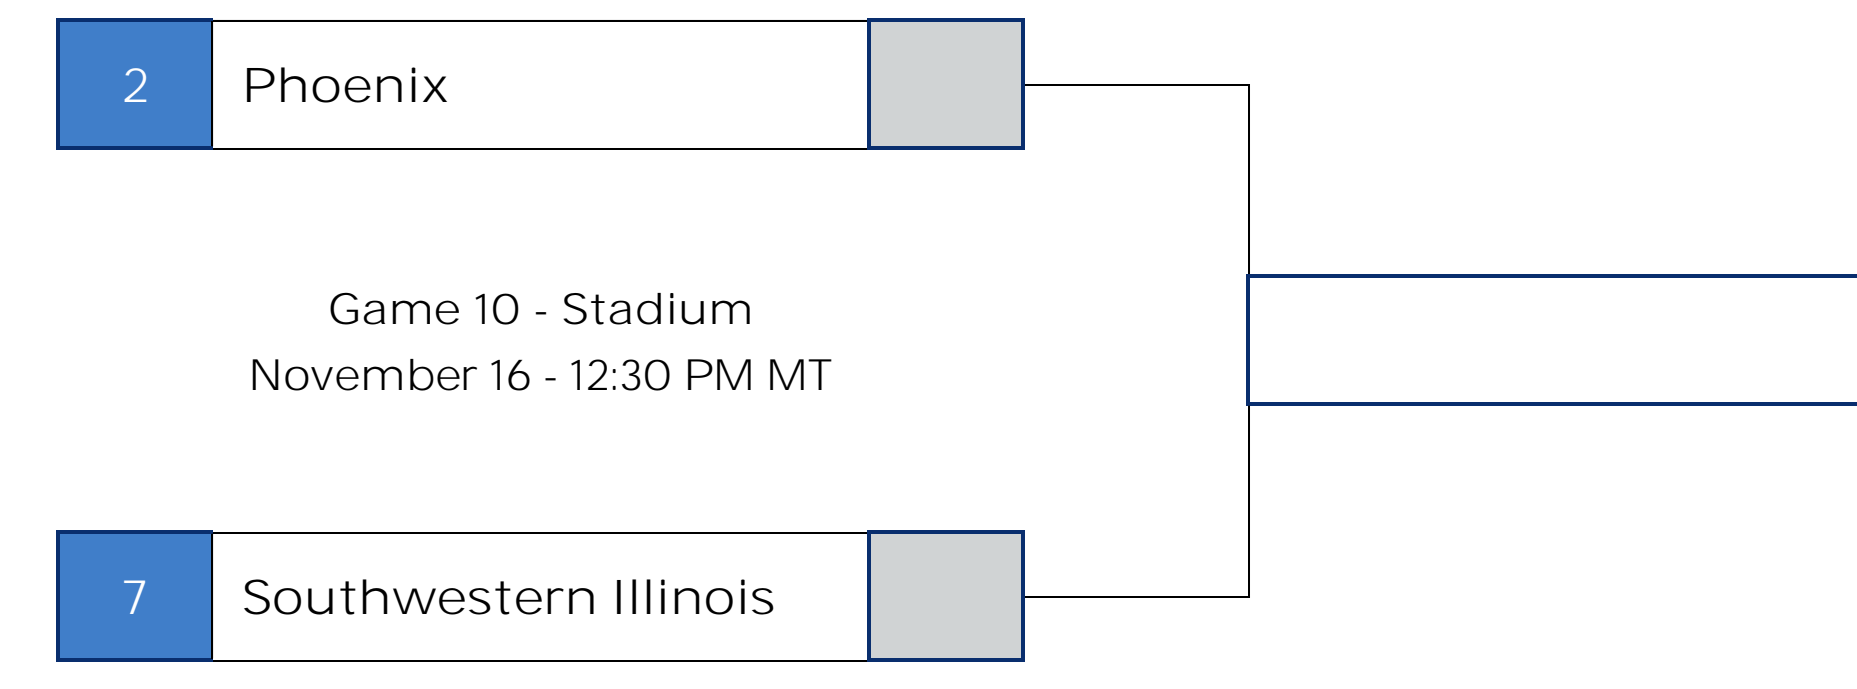 2 Phoenix
Game 10 - Stadium
November 16 - 12:30 PM MT
7 Southwestern Illinois